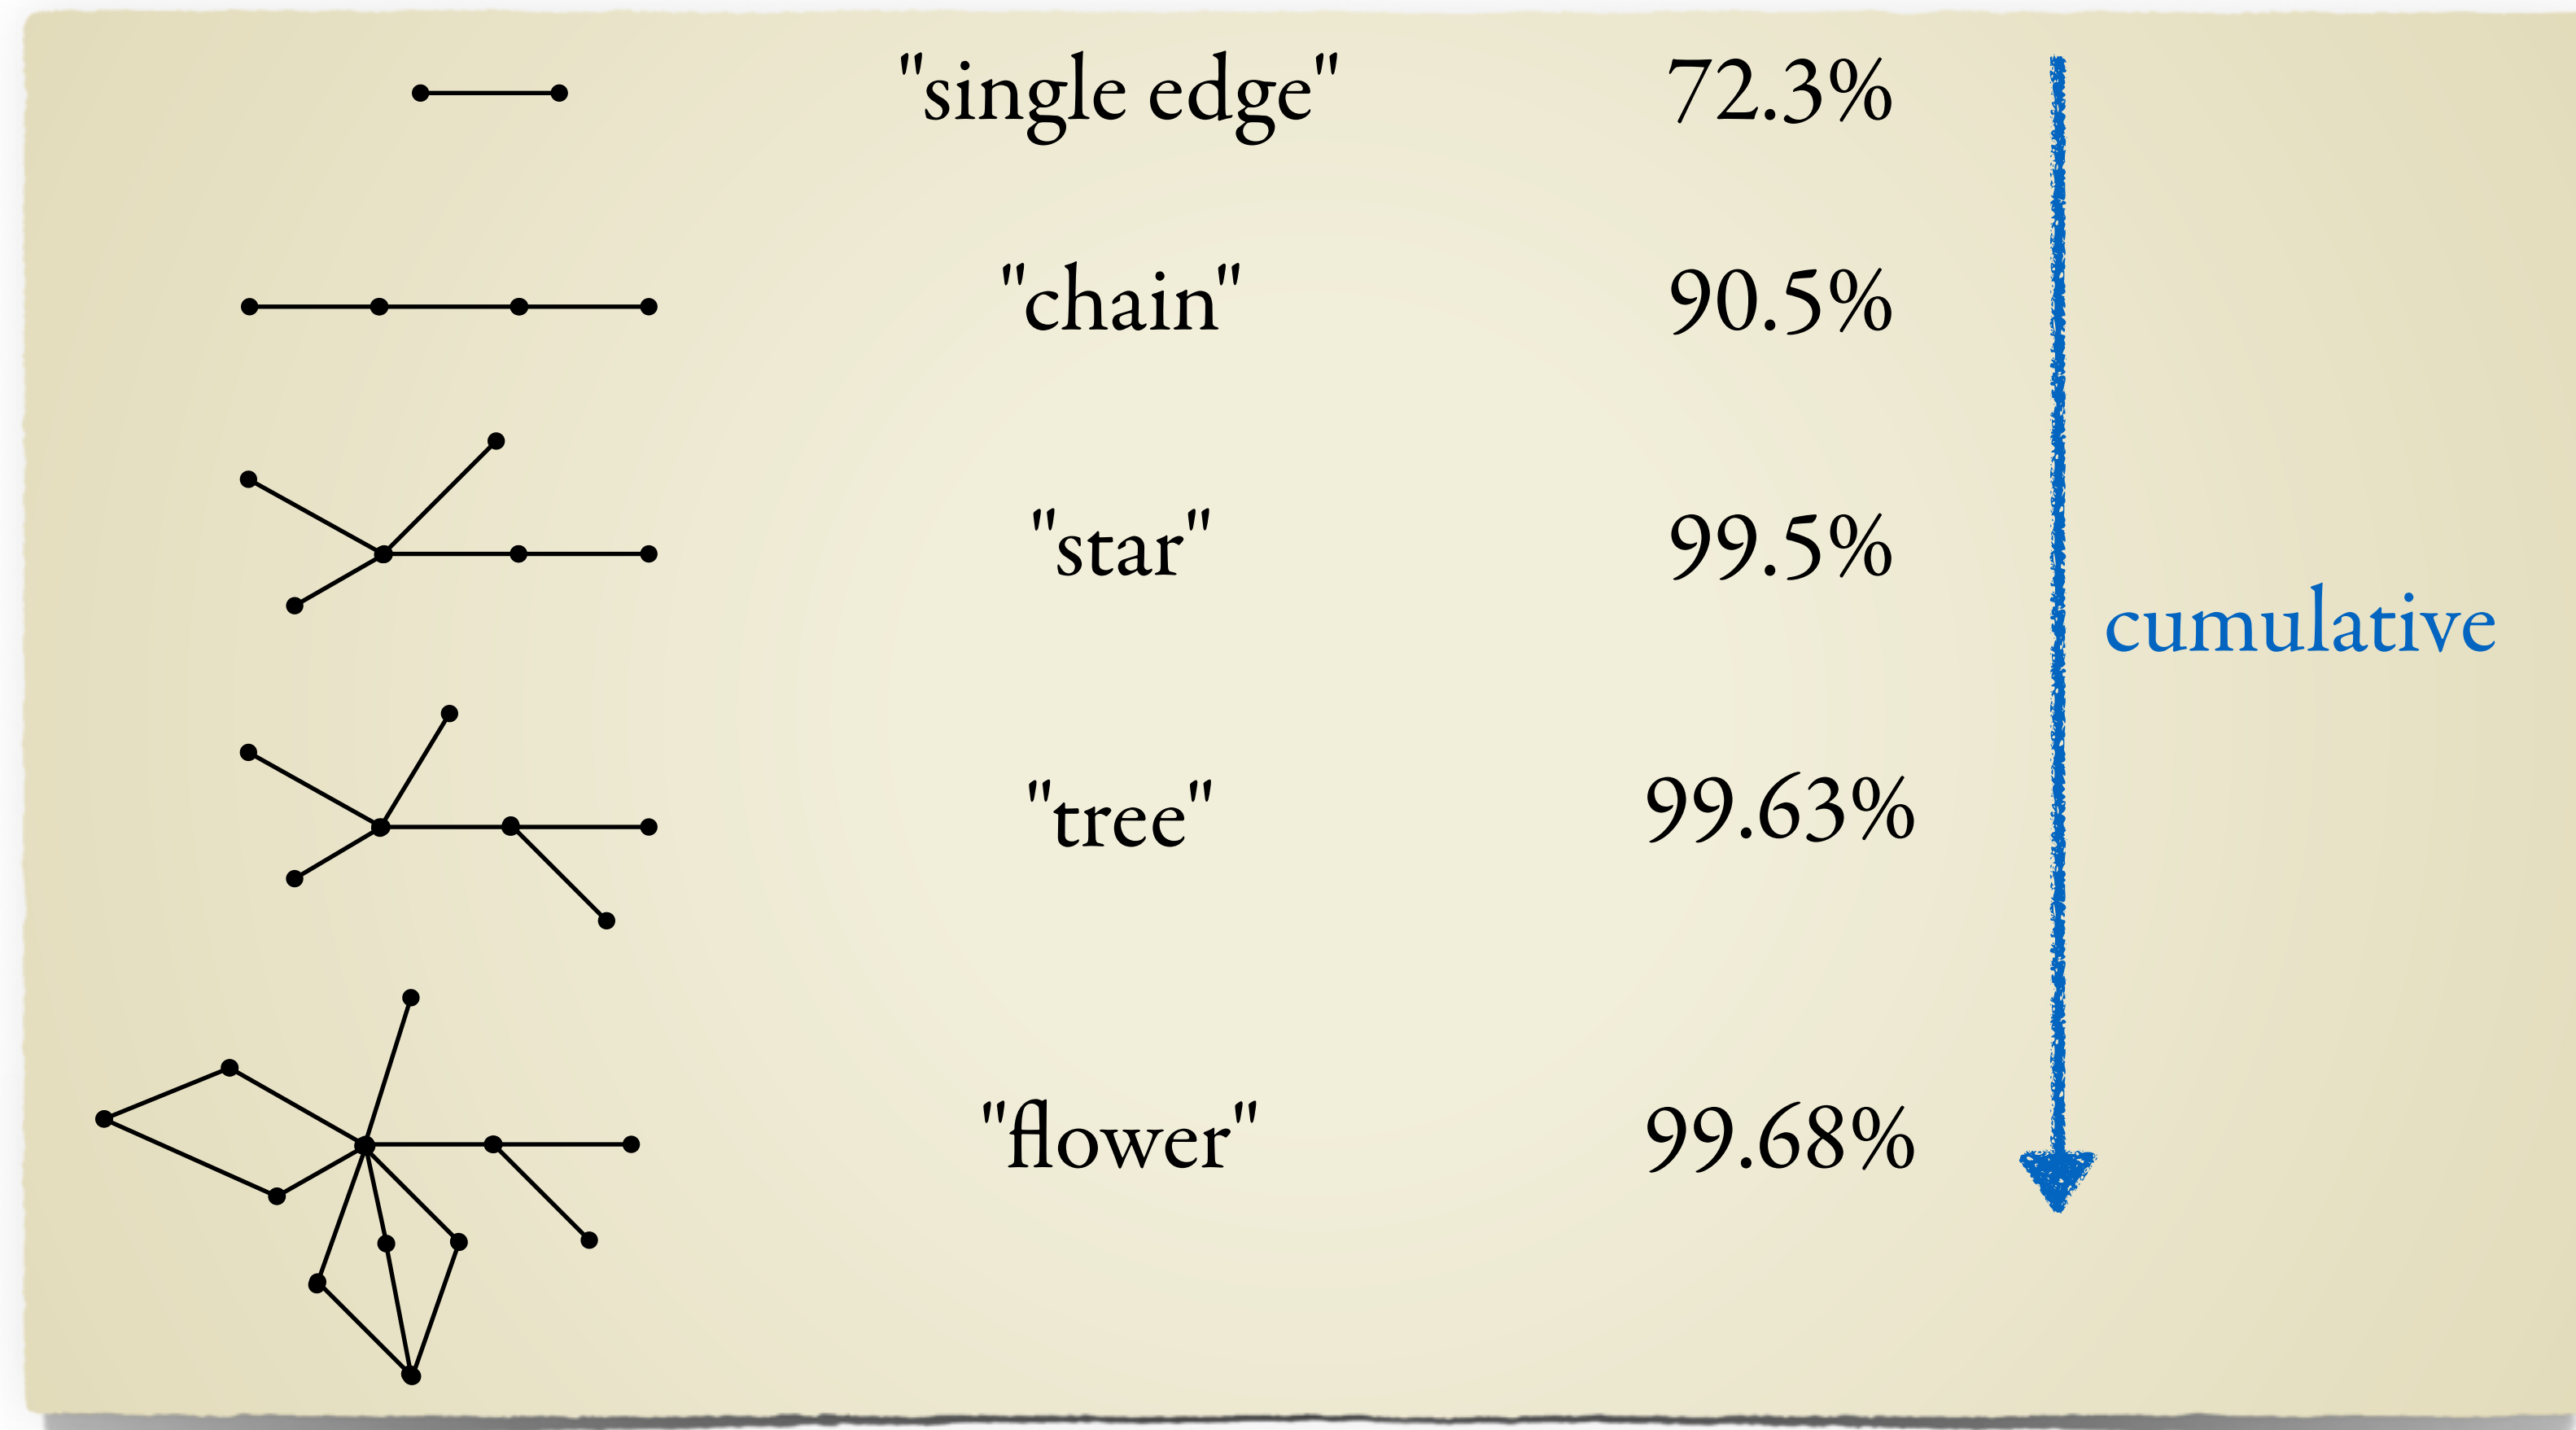 "single edge" 72.3%
"chain" 90.5%
"star" 99.5%
cumulative
"tree" 99.63%
"flower" 99.68%